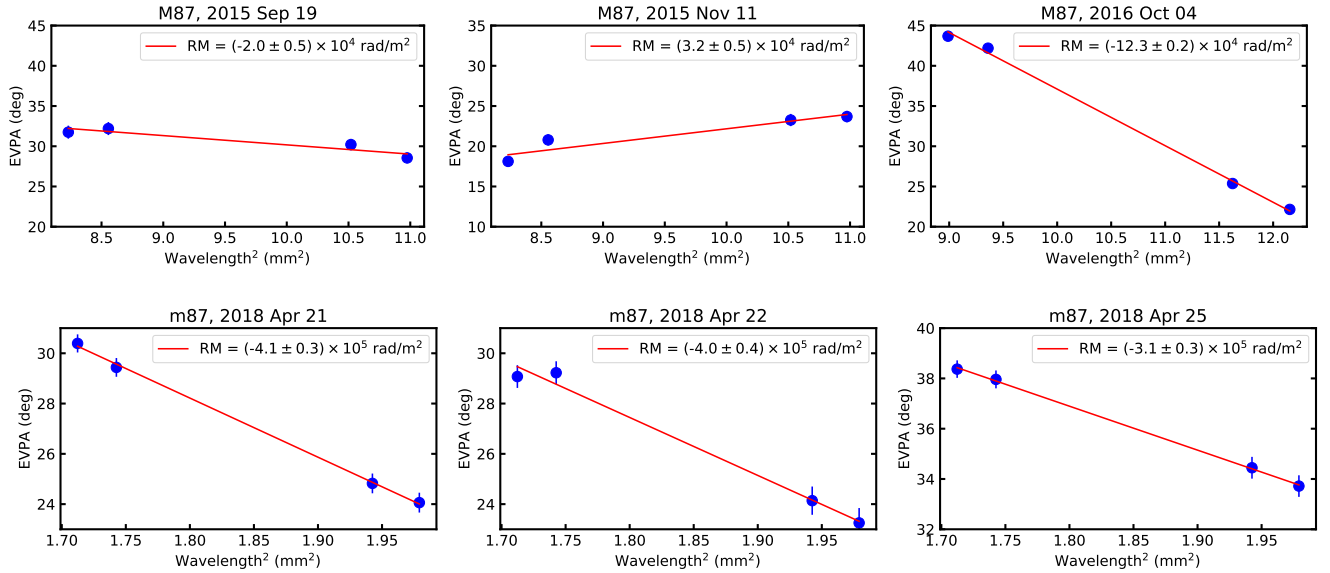 M87, 2015 Sep 19
RM = (-2.0 ± 0.5) × 10⁴ rad/m²
EVPA (deg)
45
40
35
30
25
20
8.5 9.0 9.5 10.0 10.5 11.0
Wavelength² (mm²)
M87, 2015 Nov 11
RM = (3.2 ± 0.5) × 10⁴ rad/m²
EVPA (deg)
35
30
25
20
15
10
8.5 9.0 9.5 10.0 10.5 11.0
Wavelength² (mm²)
M87, 2016 Oct 04
RM = (-12.3 ± 0.2) × 10⁴ rad/m²
EVPA (deg)
45
40
35
30
25
20
9.0 9.5 10.0 10.5 11.0 11.5 12.0
Wavelength² (mm²)
m87, 2018 Apr 21
RM = (-4.1 ± 0.3) × 10⁵ rad/m²
EVPA (deg)
30
28
26
24
1.70 1.75 1.80 1.85 1.90 1.95
Wavelength² (mm²)
m87, 2018 Apr 22
RM = (-4.0 ± 0.4) × 10⁵ rad/m²
EVPA (deg)
30
28
26
24
1.70 1.75 1.80 1.85 1.90 1.95
Wavelength² (mm²)
m87, 2018 Apr 25
RM = (-3.1 ± 0.3) × 10⁵ rad/m²
EVPA (deg)
40
38
36
34
32
1.70 1.75 1.80 1.85 1.90 1.95
Wavelength² (mm²)